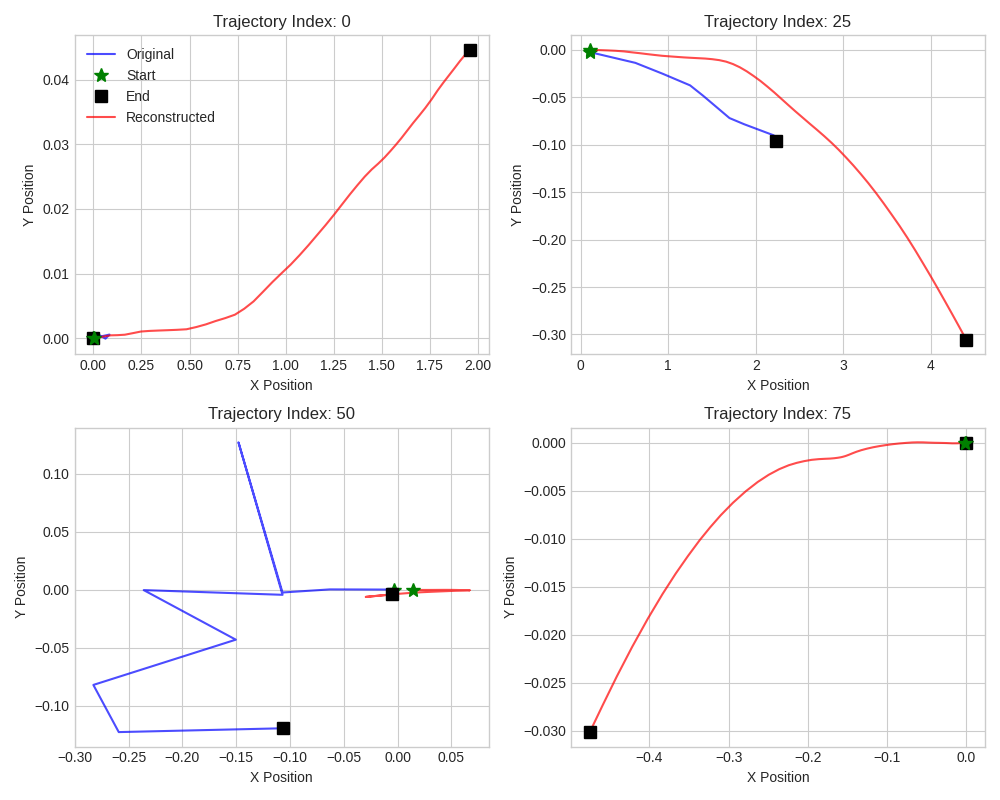 Trajectory Index: 0
Original
Start
End
Reconstructed
Y Position
0.04
0.03
0.02
0.01
0.00
0.00 0.25 0.50 0.75 1.00 1.25 1.50 1.75 2.00
X Position
Trajectory Index: 25
Y Position
0.00
−0.05
−0.10
−0.15
−0.20
−0.25
−0.30
0 1 2 3 4
X Position
Trajectory Index: 50
Y Position
0.10
0.05
0.00
−0.05
−0.10
−0.30 −0.25 −0.20 −0.15 −0.10 −0.05 0.00 0.05
X Position
Trajectory Index: 75
Y Position
0.000
−0.005
−0.010
−0.015
−0.020
−0.025
−0.030
−0.4 −0.3 −0.2 −0.1 0.0
X Position